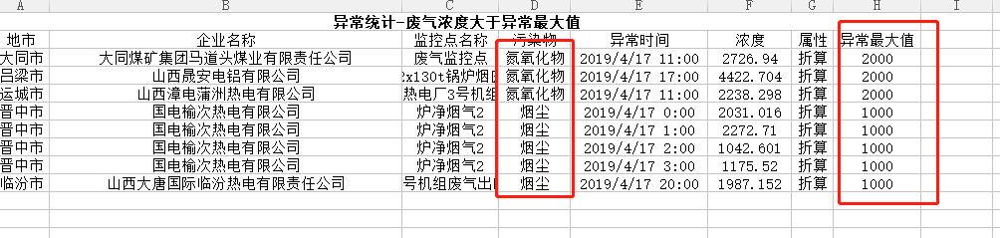 A B C D E F G H I
异常统计-废气浓度大于异常最大值
地市 企业名称 监控点名称 污染物 异常时间 浓度 属性 异常最大值
大同市 大同煤矿集团马道头煤业有限责任公司 废气监控点 氮氧化物 2019/4/17 11:00 2726.94 折算 2000
吕梁市 山西晟安电铝有限公司 2x130t锅炉烟 氮氧化物 2019/4/17 17:00 4422.704 折算 2000
运城市 山西漳电蒲洲热电有限公司 热电厂3号机组 氮氧化物 2019/4/17 11:00 2238.298 折算 2000
晋中市 国电榆次热电有限公司 炉净烟气2 烟尘 2019/4/17 0:00 2031.016 折算 1000
晋中市 国电榆次热电有限公司 炉净烟气2 烟尘 2019/4/17 1:00 2272.71 折算 1000
晋中市 国电榆次热电有限公司 炉净烟气2 烟尘 2019/4/17 2:00 1042.601 折算 1000
晋中市 国电榆次热电有限公司 炉净烟气2 烟尘 2019/4/17 3:00 1175.52 折算 1000
临汾市 山西大唐国际临汾热电有限责任公司 号机组废气出 烟尘 2019/4/17 20:00 1987.152 折算 1000